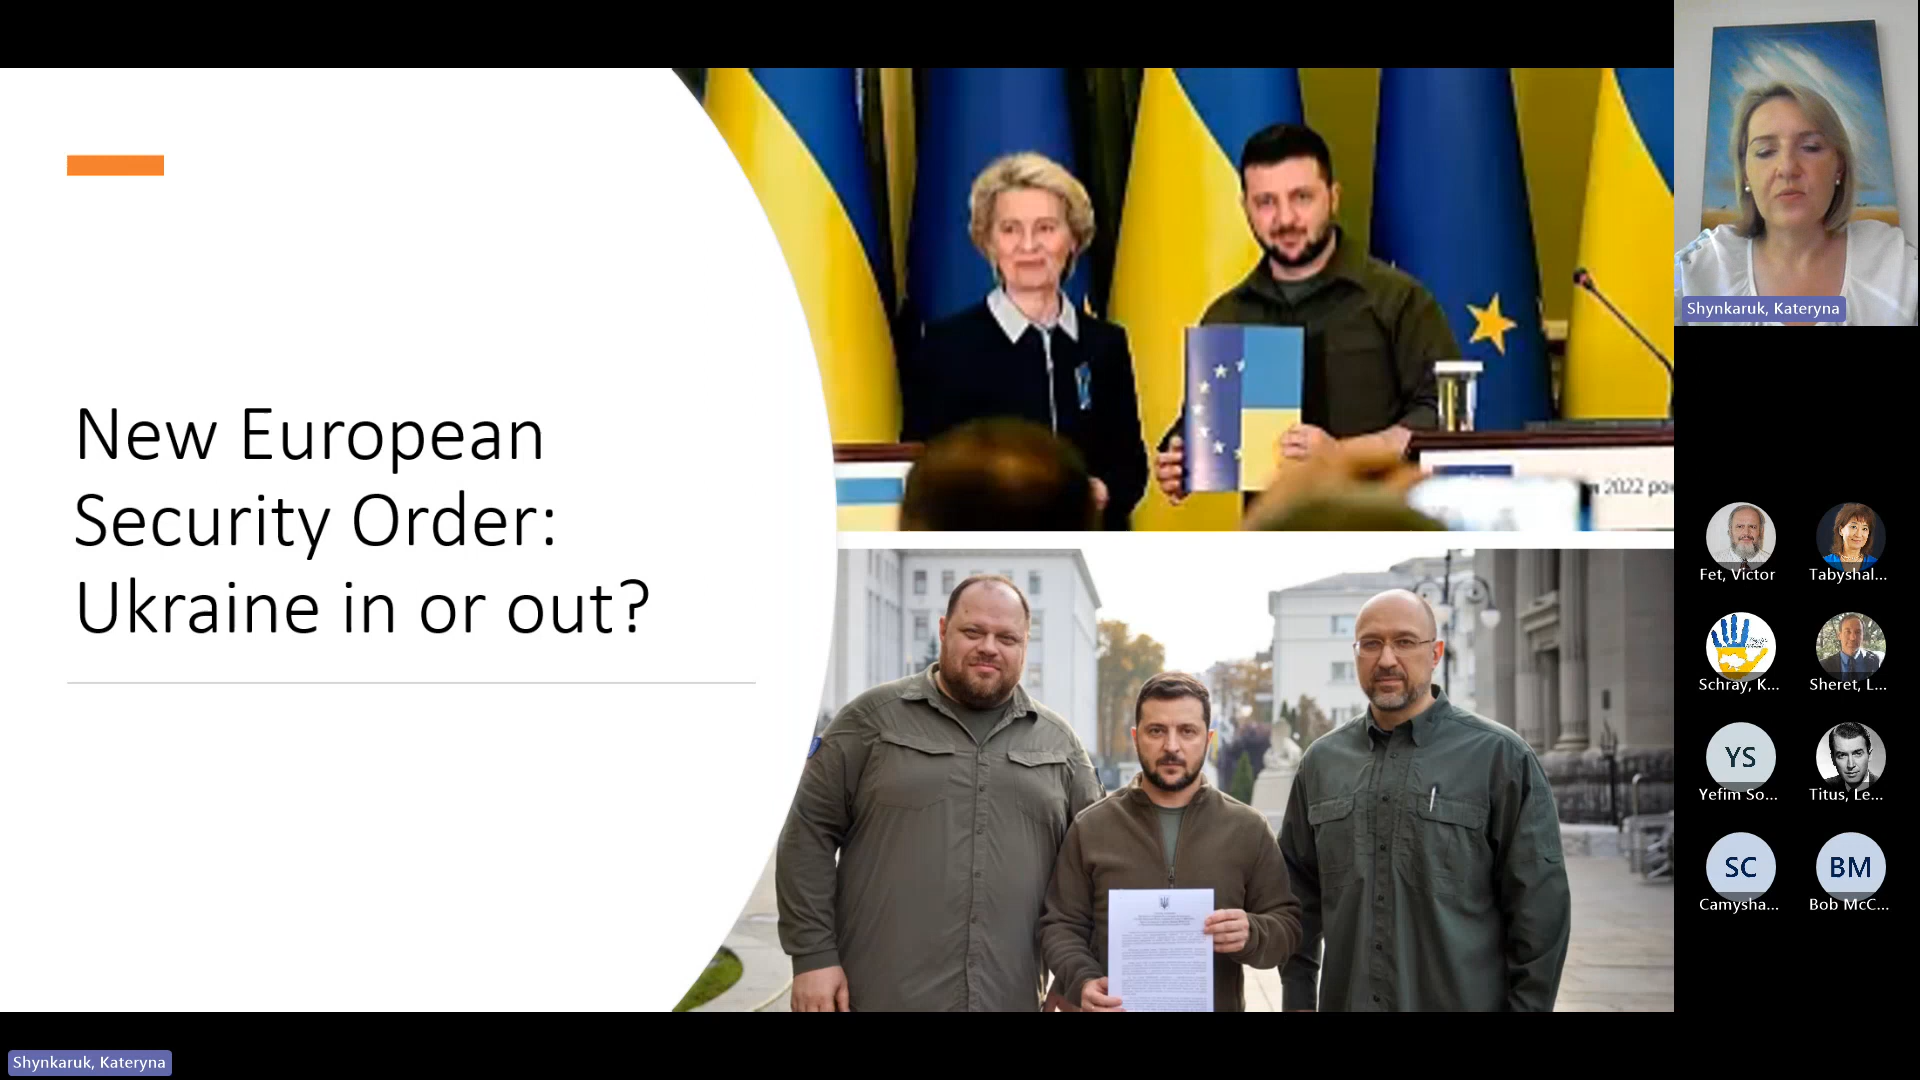 New European
Security Order:
Ukraine in or out?
2022
Shynkaruk, Kateryna
Fet, Victor
Tabyshal...
Schray, K...
Sheret, L...
YS
Yefim So...
Titus, Le...
SC
Camysha...
BM
Bob McC...
Shynkaruk, Kateryna